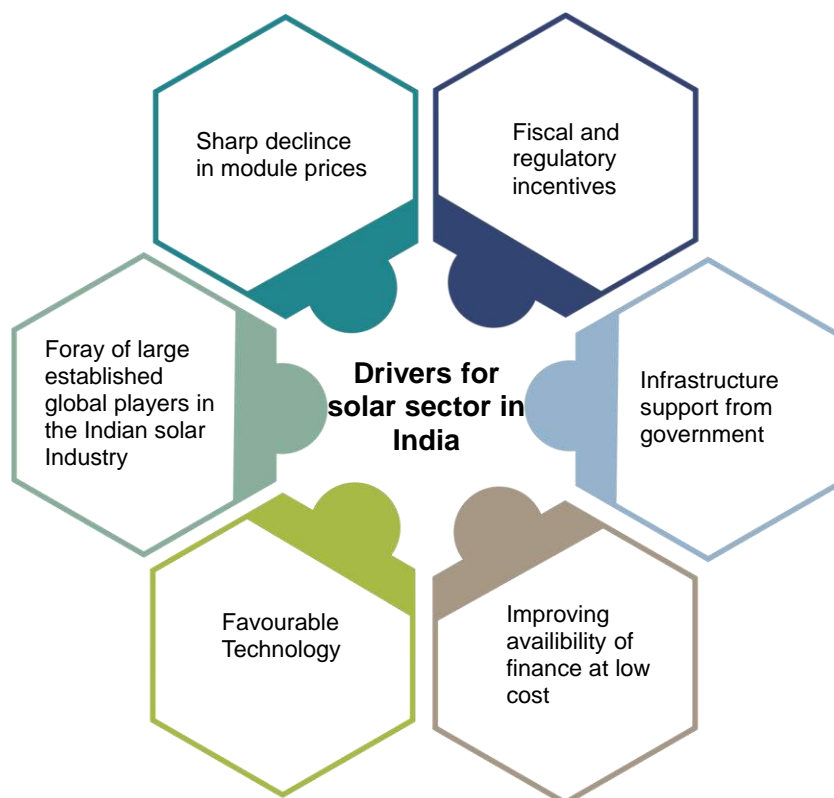 Sharp declince
in module prices
Fiscal and
regulatory
incentives
Foray of large
established
global players in
the Indian solar
Industry
Drivers for
solar sector in
India
Infrastructure
support from
government
Favourable
Technology
Improving
availibility of
finance at low
cost